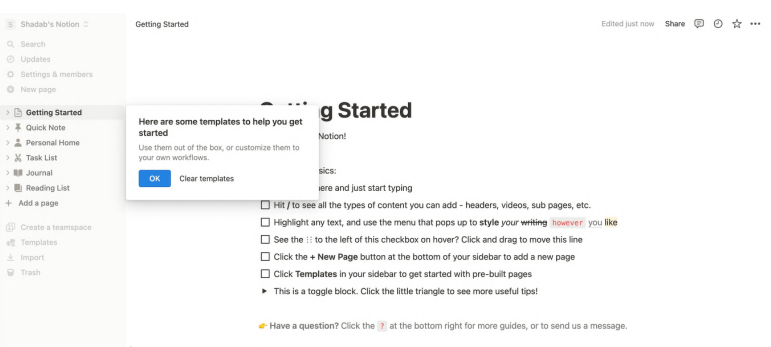 S Shadab's Notion
Getting Started
Edited just now Share
Search
Updates
Settings & members
New page
Getting Started
Quick Note
Personal Home
Task List
Journal
Reading List
+ Add a page
Create a teamspace
Templates
Import
Trash
Here are some templates to help you get
started
Use them out of the box, or customize them to
your own workflows.
OK Clear templates
g Started
Notion!
sics:
here and just start typing
Hit / to see all the types of content you can add - headers, videos, sub pages, etc.
Highlight any text, and use the menu that pops up to style your writing however you like
See the ⋮⋮ to the left of this checkbox on hover? Click and drag to move this line
Click the + New Page button at the bottom of your sidebar to add a new page
Click Templates in your sidebar to get started with pre-built pages
This is a toggle block. Click the little triangle to see more useful tips!
👉 Have a question? Click the ? at the bottom right for more guides, or to send us a message.